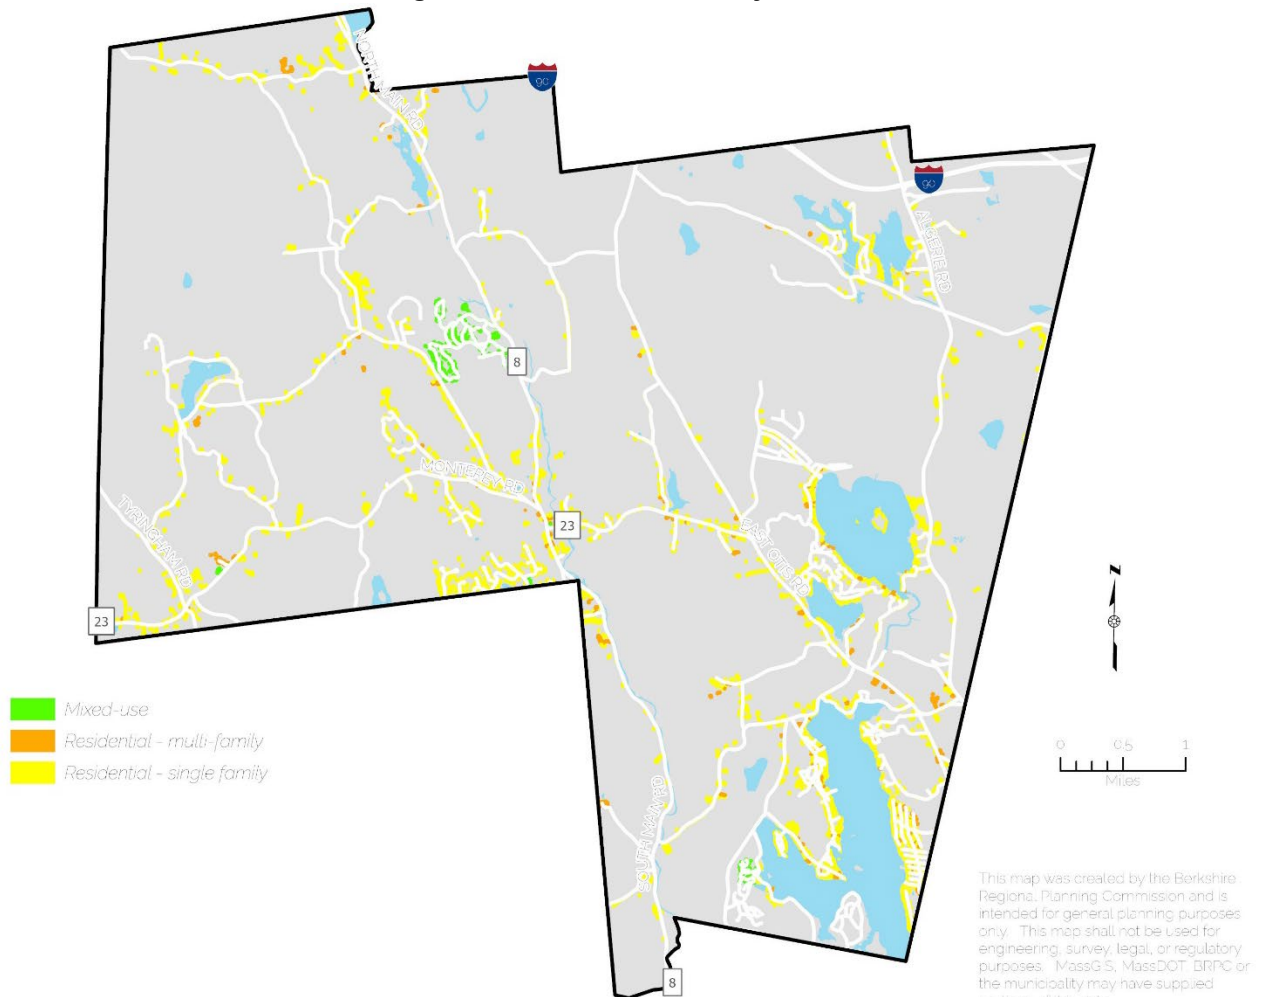 90
NORTH MAIN RD
90
ALGERIE RD
8
MONTEREY RD
23
EAST OTIS RD
TYRINGHAM RD
23
Mixed-use
Residential - multi-family
Residential - single family
SOUTH MAIN RD
8
N
0 0.5 1
Miles
This map was created by the Berkshire
Regional Planning Commission and is
intended for general planning purposes
only. This map shall not be used for
engineering, survey, legal, or regulatory
purposes. MassGIS, MassDOT, BRPC or
the municipality may have supplied